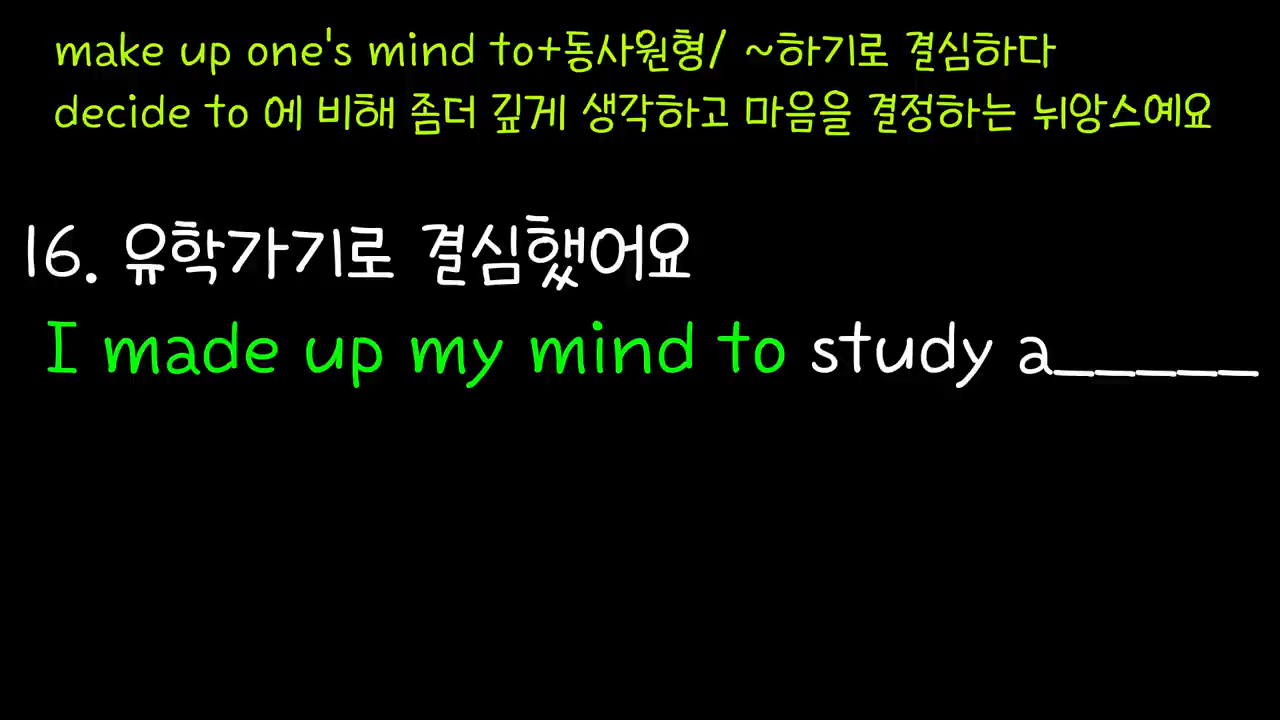 make up one's mind to+동사원형/ ~하기로 결심하다
decide to 에 비해 좀더 깊게 생각하고 마음을 결정하는 뉘앙스예요
16. 유학가기로 결심했어요
I made up my mind to study a_____